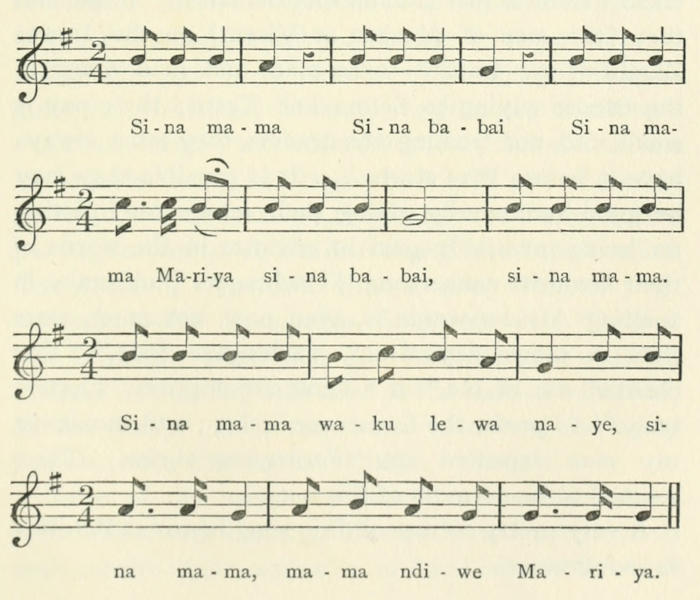 Si - na ma - ma Si - na ba - bai Si - na ma-
ma Ma-ri-ya si - na ba - bai, si - na ma - ma.
Si - na ma - ma wa - ku le - wa - na ye, si-
na ma - ma, ma - ma ndi - we Ma - ri - ya.